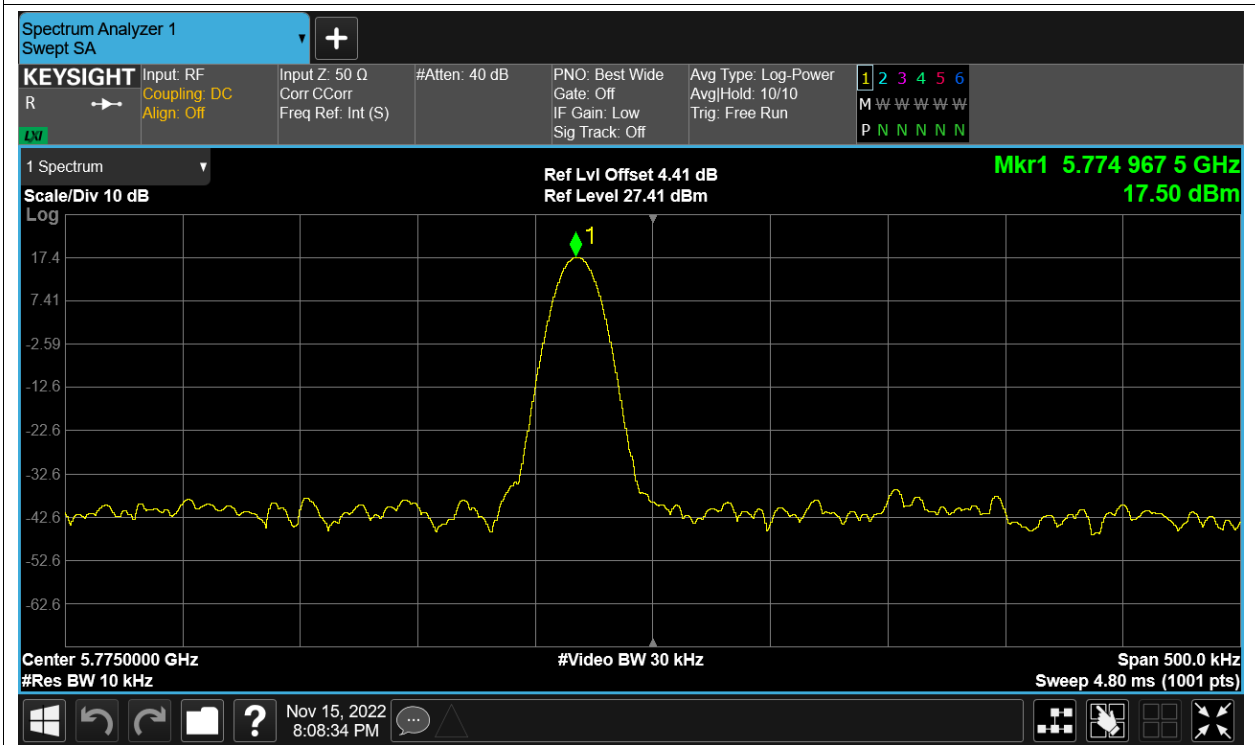 Spectrum Analyzer 1
Swept SA
KEYSIGHT
R
LXI
Input: RF
Coupling: DC
Align: Off
Input Z: 50 Ω
Corr CCorr
Freq Ref: Int (S)
#Atten: 40 dB
PNO: Best Wide
Gate: Off
IF Gain: Low
Sig Track: Off
Avg Type: Log-Power
Avg|Hold: 10/10
Trig: Free Run
1 2 3 4 5 6
M W W W W W
P N N N N N
1 Spectrum
Scale/Div 10 dB
Log
Ref Lvl Offset 4.41 dB
Ref Level 27.41 dBm
Mkr1 5.774 967 5 GHz
17.50 dBm
1
17.4
7.41
-2.59
-12.6
-22.6
-32.6
-42.6
-52.6
-62.6
Center 5.7750000 GHz
#Video BW 30 kHz
Span 500.0 kHz
#Res BW 10 kHz
Sweep 4.80 ms (1001 pts)
?
Nov 15, 2022
8:08:34 PM